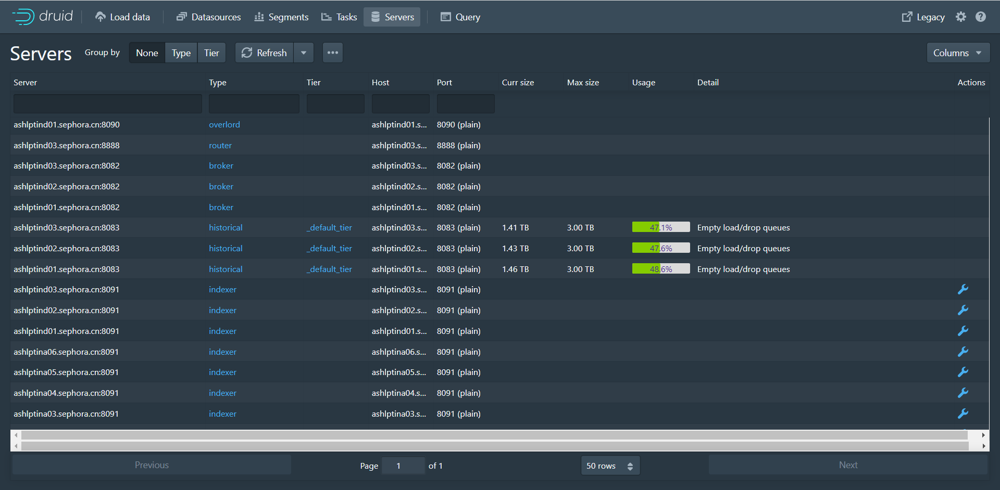 druid Load data Datasources Segments Tasks Servers Query Legacy
Servers Group by None Type Tier Refresh Columns
Server Type Tier Host Port Curr size Max size Usage Detail Actions
ashlptind01.sephora.cn:8090 overlord ashlptind01.s... 8090 (plain)
ashlptind03.sephora.cn:8888 router ashlptind03.s... 8888 (plain)
ashlptind03.sephora.cn:8082 broker ashlptind03.s... 8082 (plain)
ashlptind02.sephora.cn:8082 broker ashlptind02.s... 8082 (plain)
ashlptind01.sephora.cn:8082 broker ashlptind01.s... 8082 (plain)
ashlptind03.sephora.cn:8083 historical _default_tier ashlptind03.s... 8083 (plain) 1.41 TB 3.00 TB 47.1% Empty load/drop queues
ashlptind02.sephora.cn:8083 historical _default_tier ashlptind02.s... 8083 (plain) 1.43 TB 3.00 TB 47.6% Empty load/drop queues
ashlptind01.sephora.cn:8083 historical _default_tier ashlptind01.s... 8083 (plain) 1.46 TB 3.00 TB 48.6% Empty load/drop queues
ashlptind03.sephora.cn:8091 indexer ashlptind03.s... 8091 (plain)
ashlptind02.sephora.cn:8091 indexer ashlptind02.s... 8091 (plain)
ashlptind01.sephora.cn:8091 indexer ashlptind01.s... 8091 (plain)
ashlptina06.sephora.cn:8091 indexer ashlptina06.s... 8091 (plain)
ashlptina05.sephora.cn:8091 indexer ashlptina05.s... 8091 (plain)
ashlptina04.sephora.cn:8091 indexer ashlptina04.s... 8091 (plain)
ashlptina03.sephora.cn:8091 indexer ashlptina03.s... 8091 (plain)
Previous Page 1 of 1 50 rows Next